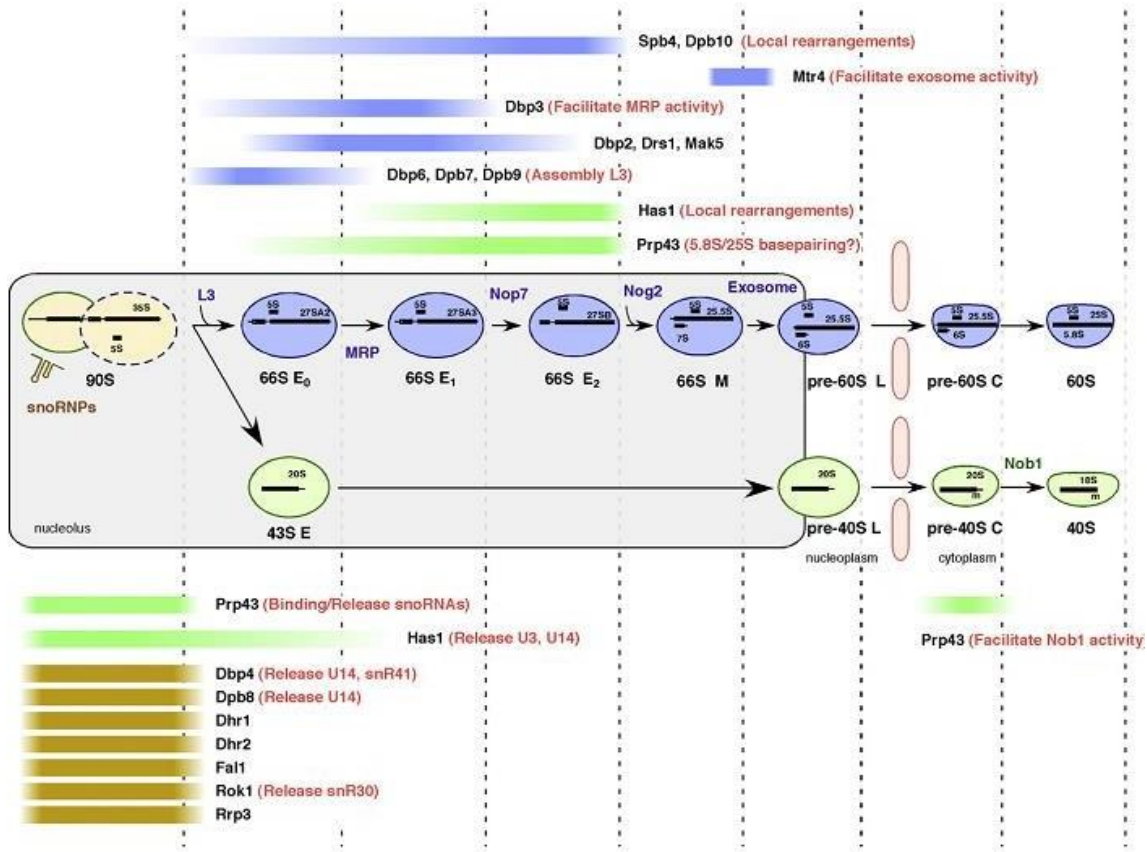 Spb4, Dpb10 (Local rearrangements)
Mtr4 (Facilitate exosome activity)
Dbp3 (Facilitate MRP activity)
Dbp2, Drs1, Mak5
Dbp6, Dpb7, Dpb9 (Assembly L3)
Has1 (Local rearrangements)
Prp43 (5.8S/25S basepairing?)
L3 Nop7 Nog2 Exosome
35S 5S
5S 27SA2
5S 27SA3
5S 27SB
5S 25.5S 7S
5S 25.5S 6S
5S 25.5S 6S
5S 25S 5.8S
MRP
90S 66S E0 66S E1 66S E2 66S M pre-60S L pre-60S C 60S
snoRNPs
20S 20S 20S m Nob1 18S m
43S E pre-40S L pre-40S C 40S
nucleolus nucleoplasm cytoplasm
Prp43 (Binding/Release snoRNAs)
Has1 (Release U3, U14) Prp43 (Facilitate Nob1 activity)
Dbp4 (Release U14, snR41)
Dpb8 (Release U14)
Dhr1
Dhr2
Fal1
Rok1 (Release snR30)
Rrp3